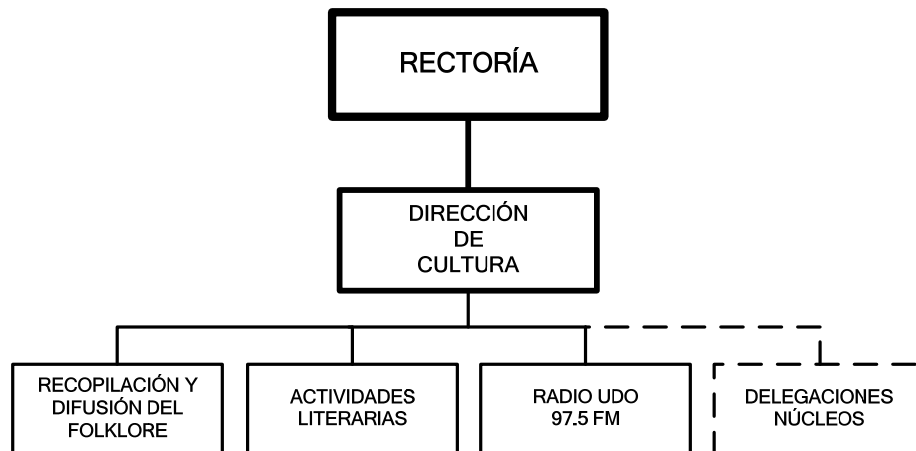 RECTORÍA
DIRECCIÓN
DE
CULTURA
RECOPILACIÓN Y
DIFUSIÓN DEL
FOLKLORE
ACTIVIDADES
LITERARIAS
RADIO UDO
97.5 FM
DELEGACIONES
NÚCLEOS